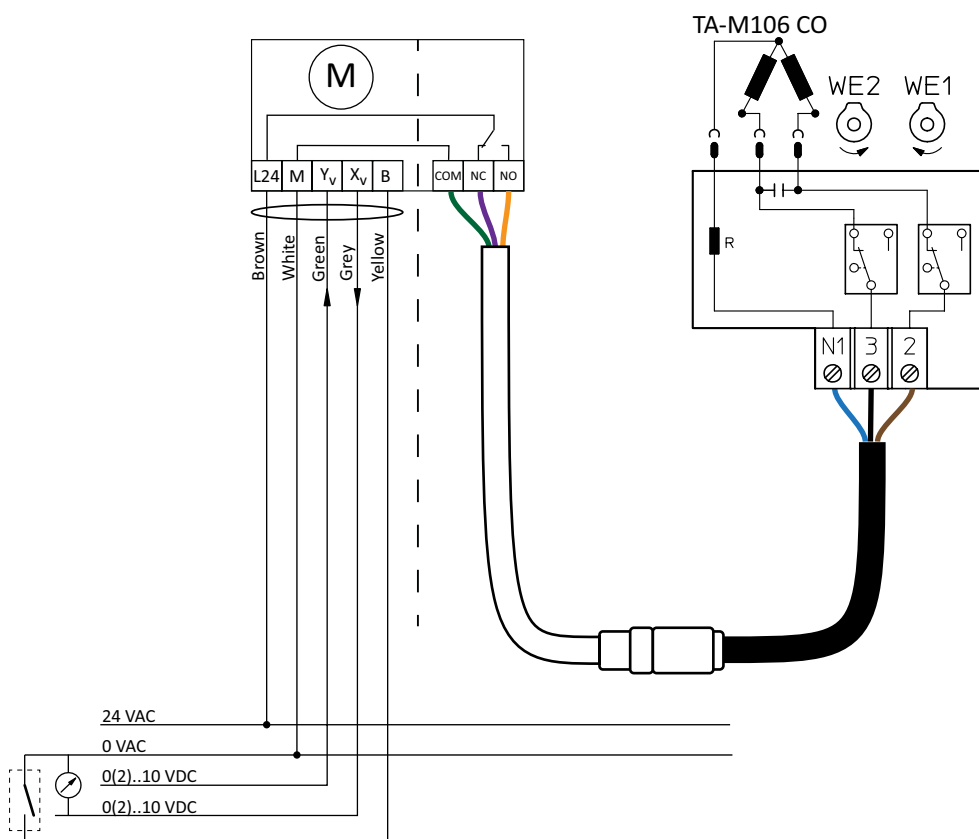 TA-M106 CO
M
WE2 WE1
L24 M Yv Xv B COM NC NO
R
Brown
White
Green
Grey
Yellow
N1 3 2
24 VAC
0 VAC
0(2)..10 VDC
0(2)..10 VDC